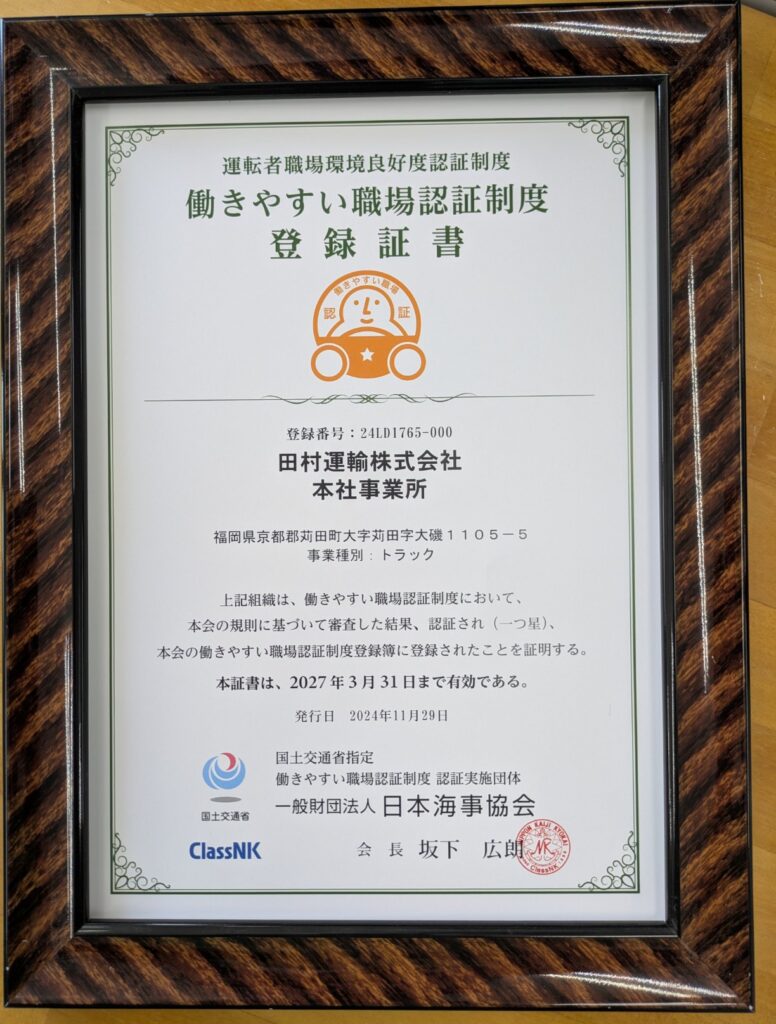 運転者職場環境良好度認証制度
働きやすい職場認証制度
登録証書
働きやすい職場
認 証
登録番号：24LD1765-000
田村運輸株式会社
本社事業所
福岡県京都郡苅田町大字苅田字大磯１１０５－５
事業種別：トラック
上記組織は、働きやすい職場認証制度において、
本会の規則に基づいて審査した結果、認証され（一つ星）、
本会の働きやすい職場認証制度登録簿に登録されたことを証明する。
本証書は、2027年3月31日まで有効である。
発行日　2024年11月29日
国土交通省指定
働きやすい職場認証制度 認証実施団体
一般財団法人 日本海事協会
国土交通省
ClassNK
会 長 坂下 広朗
NIPPON KAIJI KYOKAI
NK
ClassNK